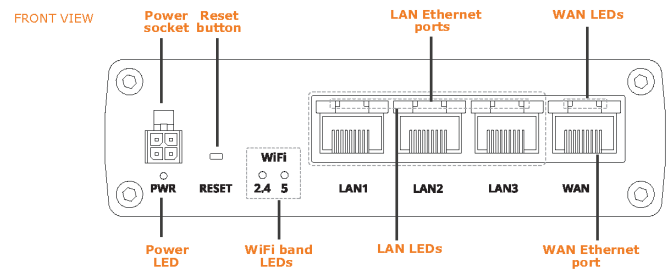 FRONT VIEW
Power
socket
Reset
button
LAN Ethernet
ports
WAN LEDs
WiFi
2.4 5
PWR
RESET
LAN1
LAN2
LAN3
WAN
Power
LED
WiFi band
LEDs
LAN LEDs
WAN Ethernet
port